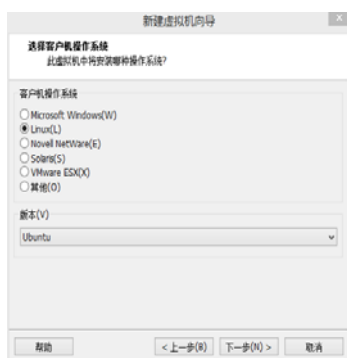 新建虚拟机向导
x
选择客户机操作系统
此虚拟机中将安装哪种操作系统?
客户机操作系统
Microsoft Windows(W)
Linux(L)
Novell NetWare(E)
Solaris(S)
VMware ESX(X)
其他(O)
版本(V)
Ubuntu
帮助
< 上一步(B)
下一步(N) >
取消